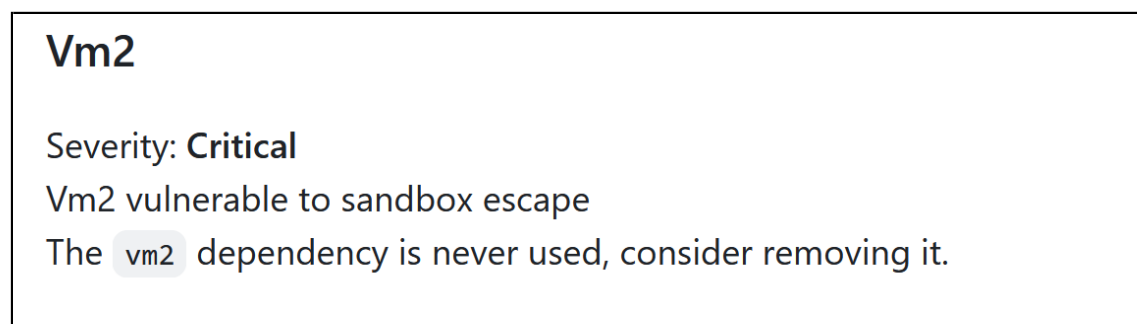 Vm2
Severity: Critical
Vm2 vulnerable to sandbox escape
The vm2 dependency is never used, consider removing it.